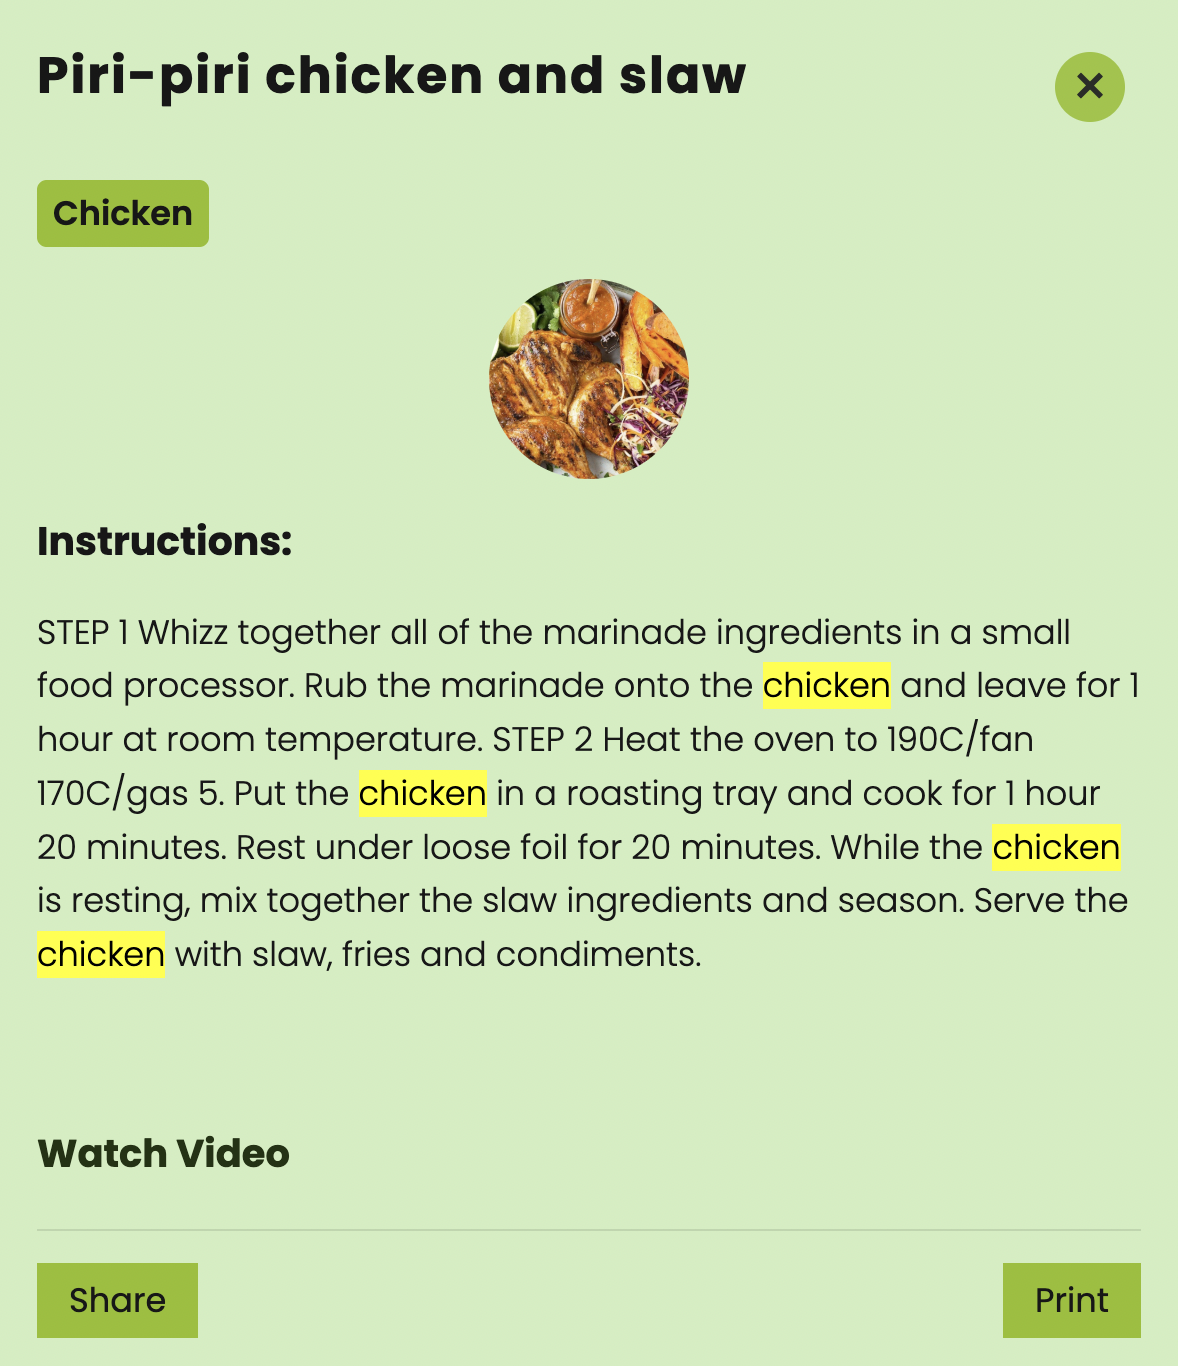 Piri-piri chicken and slaw
Chicken
Instructions:
STEP 1 Whizz together all of the marinade ingredients in a small
food processor. Rub the marinade onto the chicken and leave for 1
hour at room temperature. STEP 2 Heat the oven to 190C/fan
170C/gas 5. Put the chicken in a roasting tray and cook for 1 hour
20 minutes. Rest under loose foil for 20 minutes. While the chicken
is resting, mix together the slaw ingredients and season. Serve the
chicken with slaw, fries and condiments.
Watch Video
Share
Print